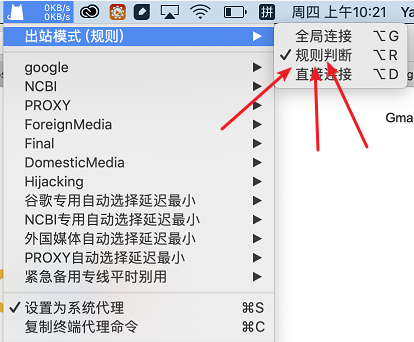 0KB/s
0KB/s
拼
周四 上午10:21
Ye
出站模式 (规则)
全局连接 ⌥G
✓ 规则判断 ⌥R
直接连接 ⌥D
Gma
google
NCBI
PROXY
ForeignMedia
Final
DomesticMedia
Hijacking
谷歌专用自动选择延迟最小
NCBI专用自动选择延迟最小
外国媒体自动选择延迟最小
PROXY自动选择延迟最小
紧急备用专线平时别用
✓ 设置为系统代理 ⌘S
复制终端代理命令 ⌘C